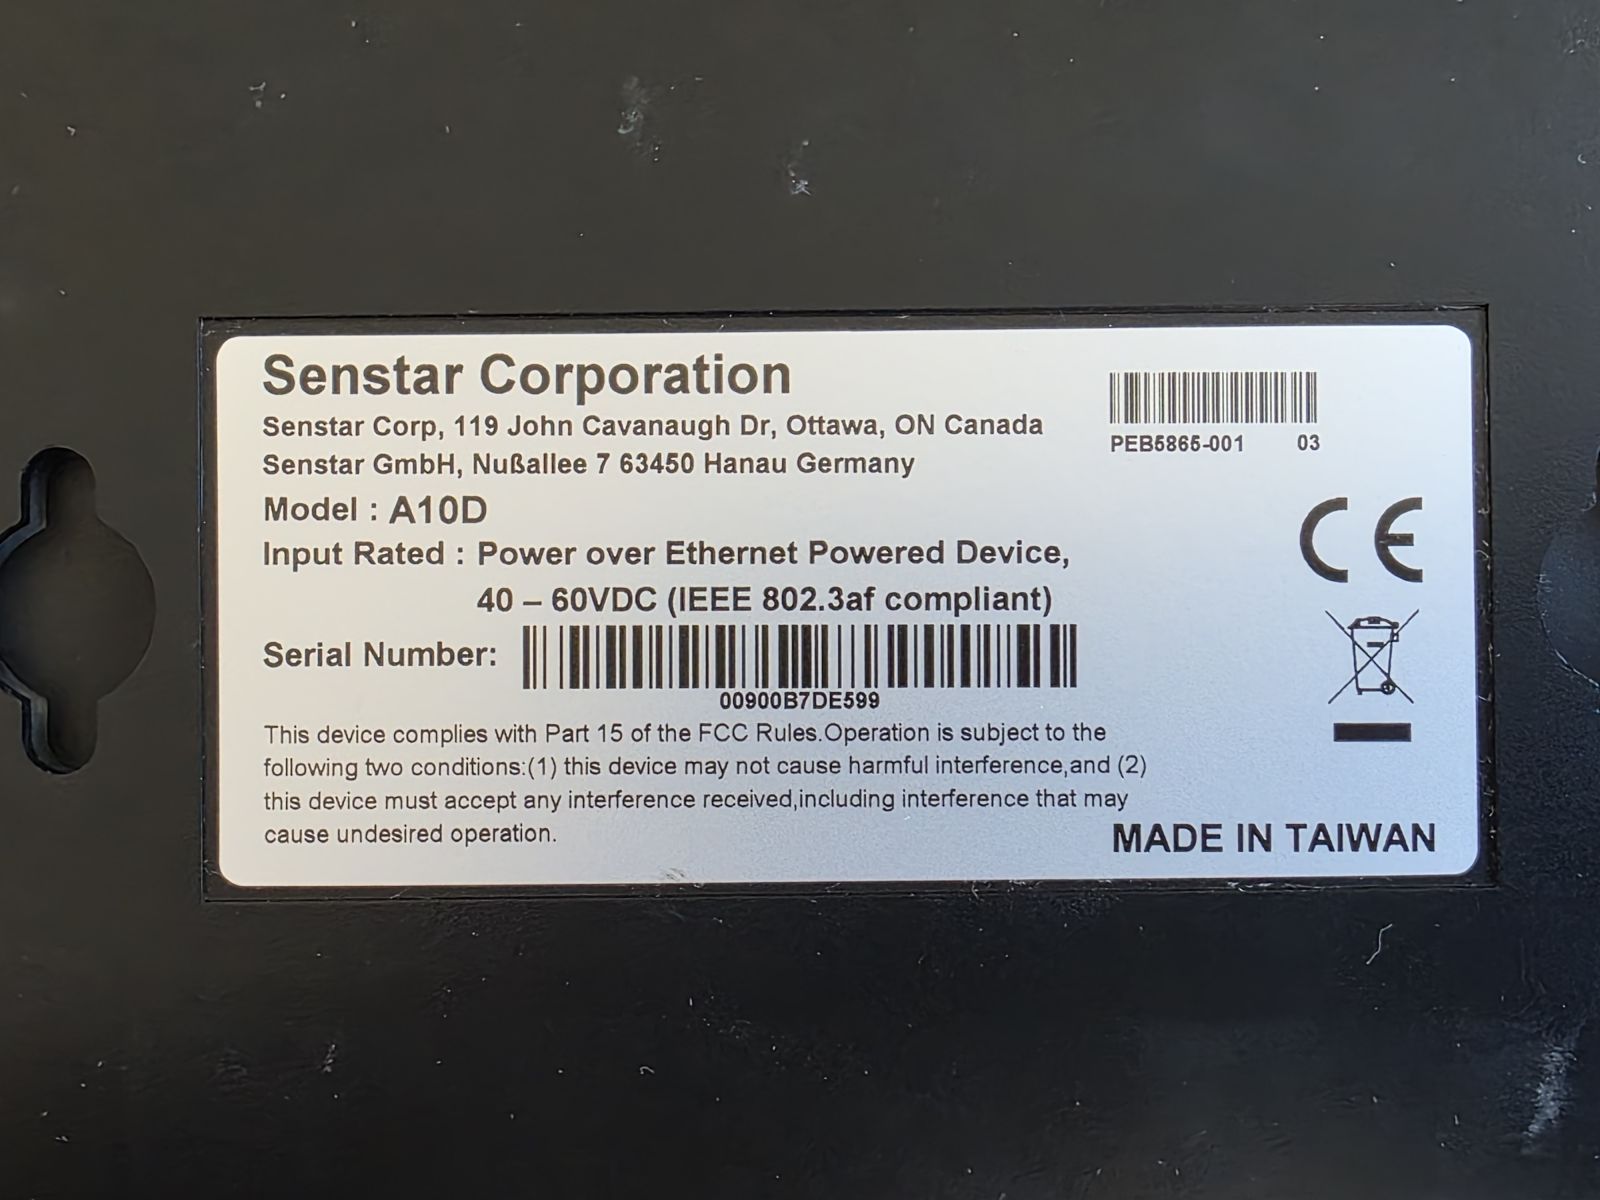 Senstar Corporation
Senstar Corp, 119 John Cavanaugh Dr, Ottawa, ON Canada
Senstar GmbH, Nußallee 7 63450 Hanau Germany
PEB5865-001 03
Model : A10D
Input Rated : Power over Ethernet Powered Device,
40 – 60VDC (IEEE 802.3af compliant)
CE
Serial Number:
00900B7DE599
This device complies with Part 15 of the FCC Rules.Operation is subject to the
following two conditions:(1) this device may not cause harmful interference,and (2)
this device must accept any interference received,including interference that may
cause undesired operation.
MADE IN TAIWAN